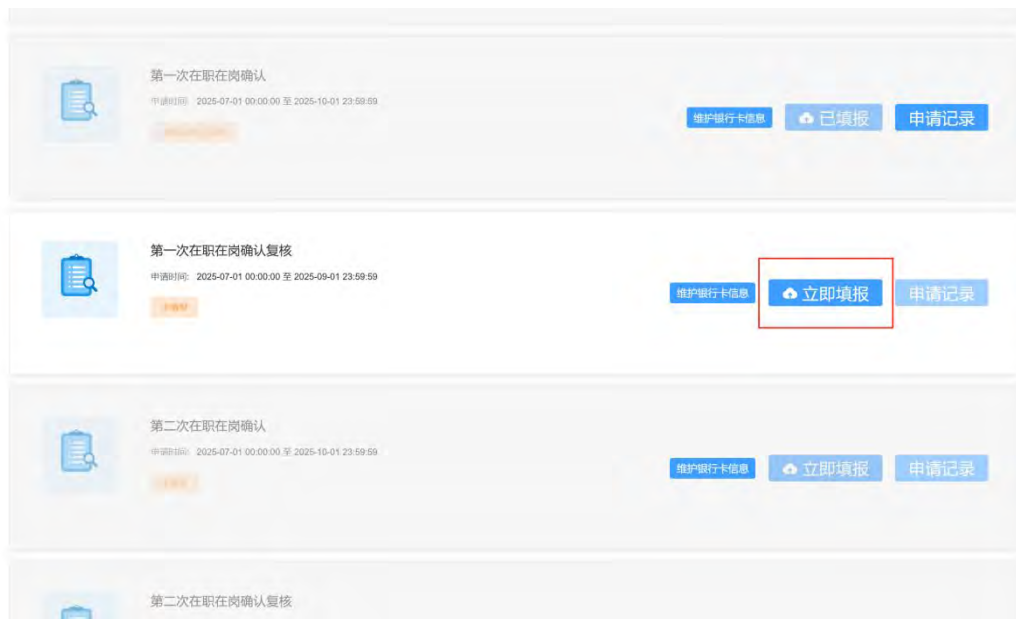 第一次在职在岗确认
申请时间: 2025-07-01 00:00:00 至 2025-10-01 23:59:59
维护银行卡信息 已填报 申请记录
第一次在职在岗确认复核
申请时间: 2025-07-01 00:00:00 至 2025-09-01 23:59:59
维护银行卡信息 立即填报 申请记录
第二次在职在岗确认
申请时间: 2025-07-01 00:00:00 至 2025-10-01 23:59:59
维护银行卡信息 立即填报 申请记录
第二次在职在岗确认复核